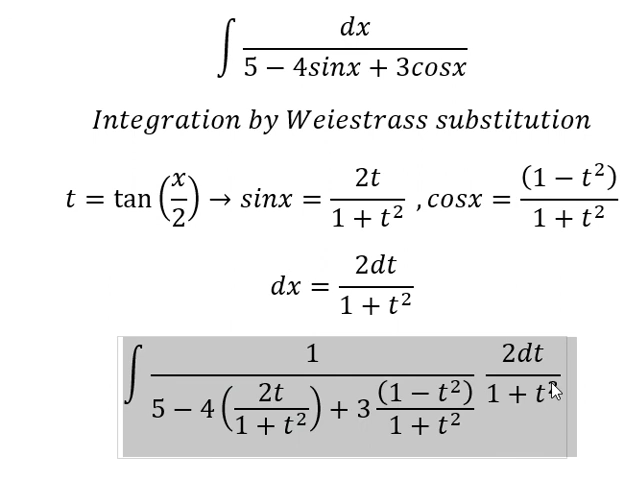 ∫ dx / (5 − 4sinx + 3cosx)
Integration by Weiestrass substitution
t = tan (x/2) → sinx = 2t / (1 + t²) , cosx = (1 − t²) / (1 + t²)
dx = 2dt / (1 + t²)
∫ 1 / (5 − 4 (2t / (1 + t²)) + 3 (1 − t²) / (1 + t²)) 2dt / (1 + t²)